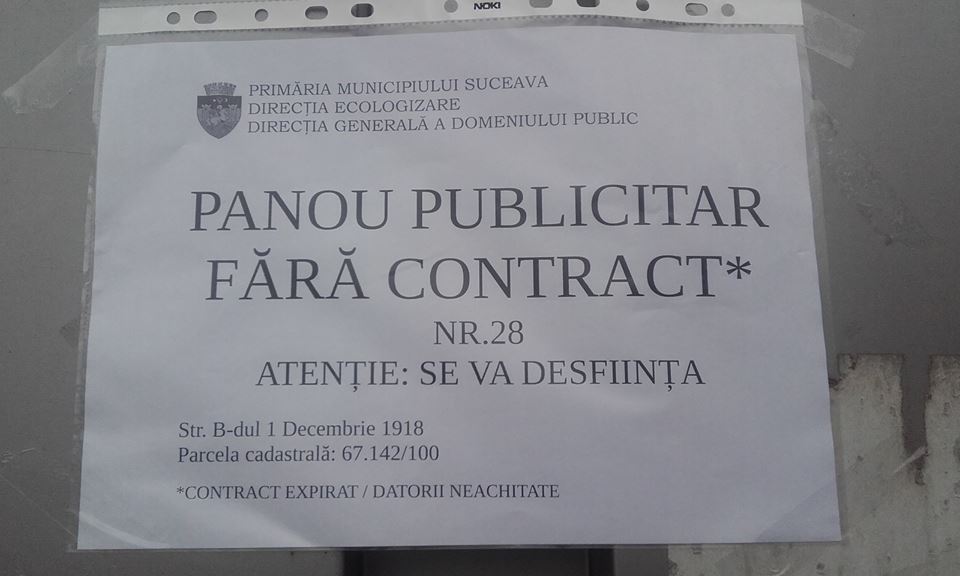 NOKI
PRIMĂRIA MUNICIPIULUI SUCEAVA
DIRECȚIA ECOLOGIZARE
DIRECȚIA GENERALĂ A DOMENIULUI PUBLIC
PANOU PUBLICITAR
FĂRĂ CONTRACT*
NR.28
ATENȚIE: SE VA DESFIINȚA
Str. B-dul 1 Decembrie 1918
Parcela cadastrală: 67.142/100
*CONTRACT EXPIRAT / DATORII NEACHITATE